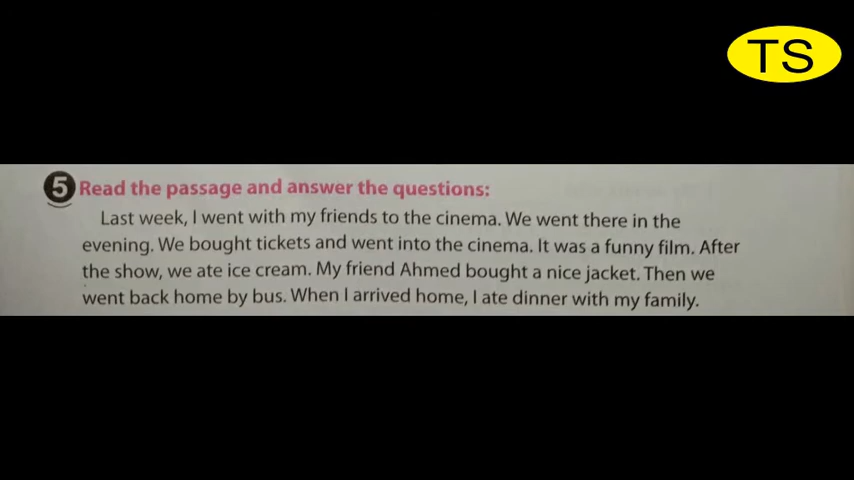 TS
5 Read the passage and answer the questions:
Last week, I went with my friends to the cinema. We went there in the
evening. We bought tickets and went into the cinema. It was a funny film. After
the show, we ate ice cream. My friend Ahmed bought a nice jacket. Then we
went back home by bus. When I arrived home, I ate dinner with my family.